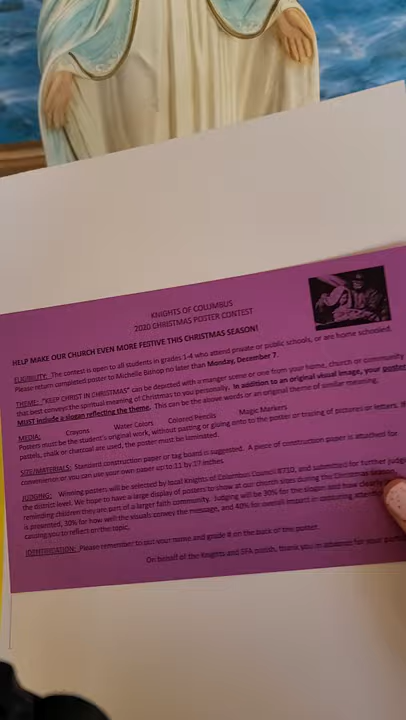 KNIGHTS OF COLUMBUS
2020 CHRISTMAS POSTER CONTEST
HELP MAKE OUR CHURCH EVEN MORE FESTIVE THIS CHRISTMAS SEASON!
ELIGIBILITY: The contest is open to all students in grades 1-4 who attend private or public schools, or are home schooled.
Please return completed poster to Michelle Bishop no later than Monday, December 7.
THEME: "KEEP CHRIST IN CHRISTMAS" can be depicted with a manger scene or one from your home, church or community
that best conveys the spiritual meaning of Christmas to you personally. In addition to an original visual image, your poster
MUST include a slogan reflecting the theme. This can be the above words or an original theme of similar meaning.
MEDIA: Crayons Water Colors Colored Pencils Magic Markers
Posters must be the student's original work, without pasting or gluing onto the poster or tracing of pictures or letters. If
pastels, chalk or charcoal are used, the poster must be laminated.
SIZE/MATERIALS: Standard construction paper or tag board is suggested. A piece of construction paper is attached for
convenience or you can use your own paper up to 11 by 17 inches.
JUDGING: Winning posters will be selected by local Knights of Columbus Council 8710, and submitted for further judging
the district level. We hope to have a large display of posters to show at our church sites during the Christmas season
reminding children they are part of a larger faith community. Judging will be 30% for the slogan and how clearly
is presented, 30% for how well the visuals convey the message, and 40% for overall impact in capturing
causing you to reflect on the topic.
IDENTIFICATION: Please remember to put your name and grade # on the back of the poster.
On behalf of the Knights and SFA parish, thank you in advance for your